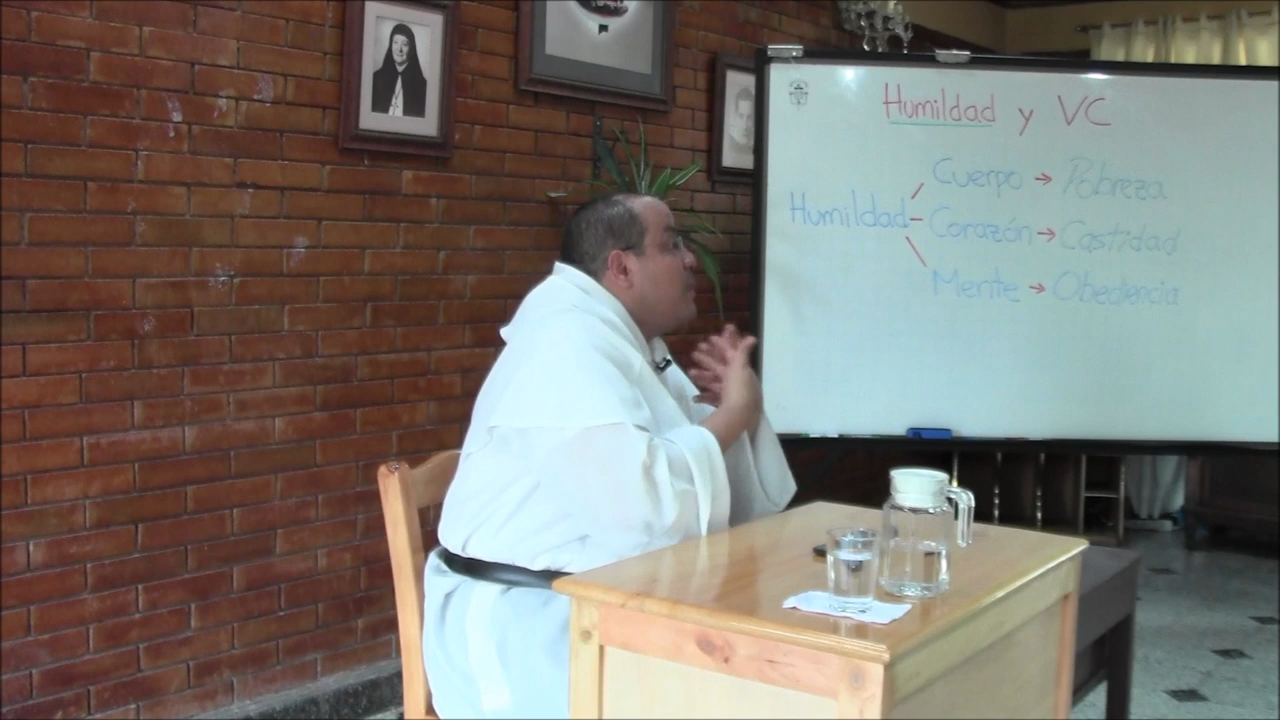 Humildad y VC
Cuerpo → Pobreza
Humildad – Corazón → Castidad
Mente → Obediencia